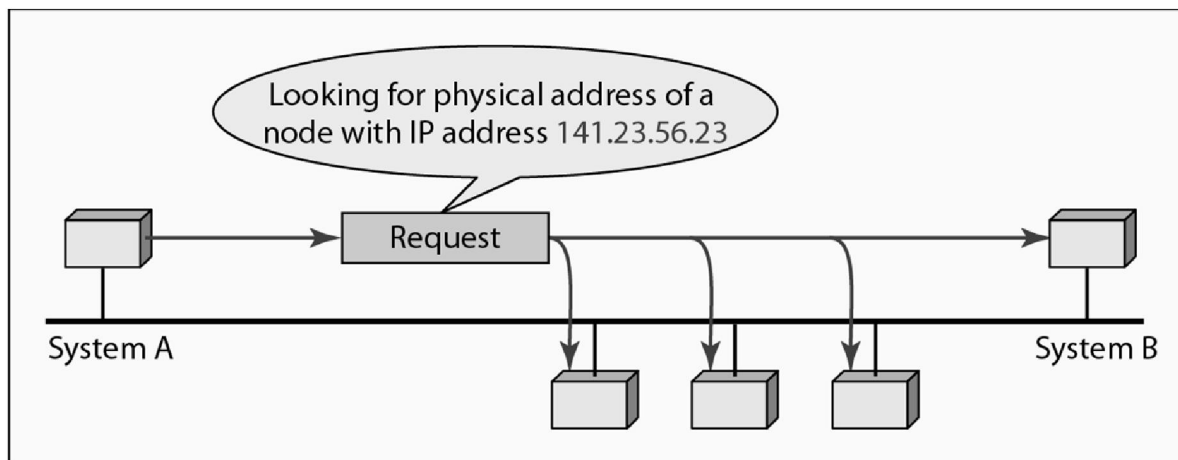 Looking for physical address of a
node with IP address 141.23.56.23
Request
System A
System B